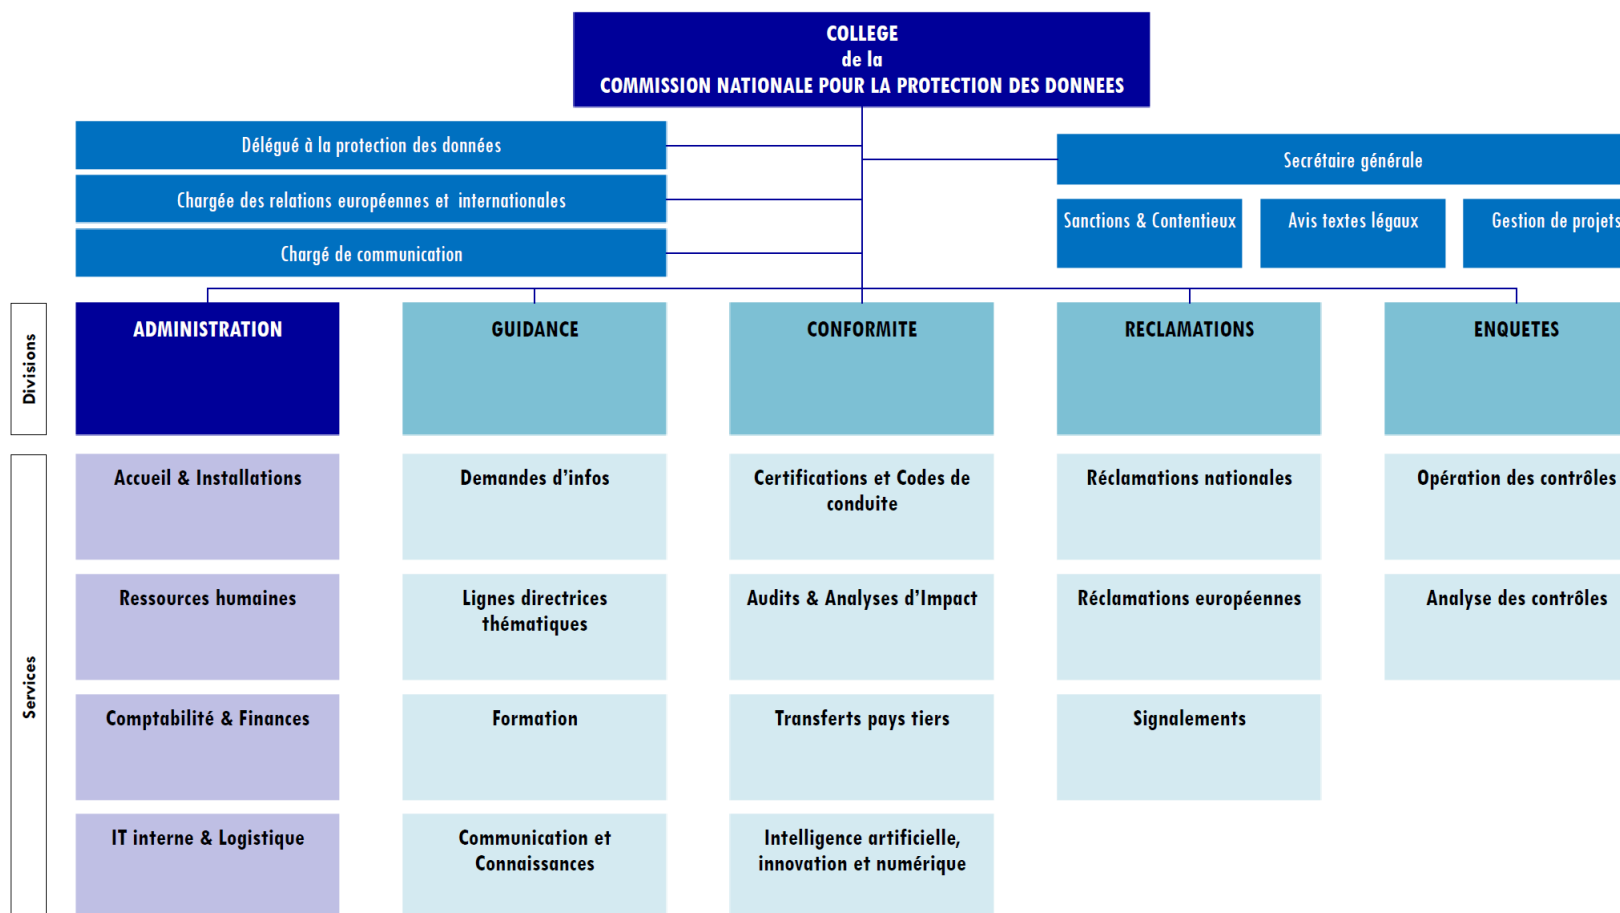 COLLEGE
de la
COMMISSION NATIONALE POUR LA PROTECTION DES DONNEES
Délégué à la protection des données
Chargée des relations européennes et internationales
Chargé de communication
Secrétaire générale
Sanctions & Contentieux
Avis textes légaux
Gestion de projets
Divisions
ADMINISTRATION
GUIDANCE
CONFORMITE
RECLAMATIONS
ENQUETES
Services
Accueil & Installations
Demandes d’infos
Certifications et Codes de
conduite
Réclamations nationales
Opération des contrôles
Ressources humaines
Lignes directrices
thématiques
Audits & Analyses d’Impact
Réclamations européennes
Analyse des contrôles
Comptabilité & Finances
Formation
Transferts pays tiers
Signalements
IT interne & Logistique
Communication et
Connaissances
Intelligence artificielle,
innovation et numérique